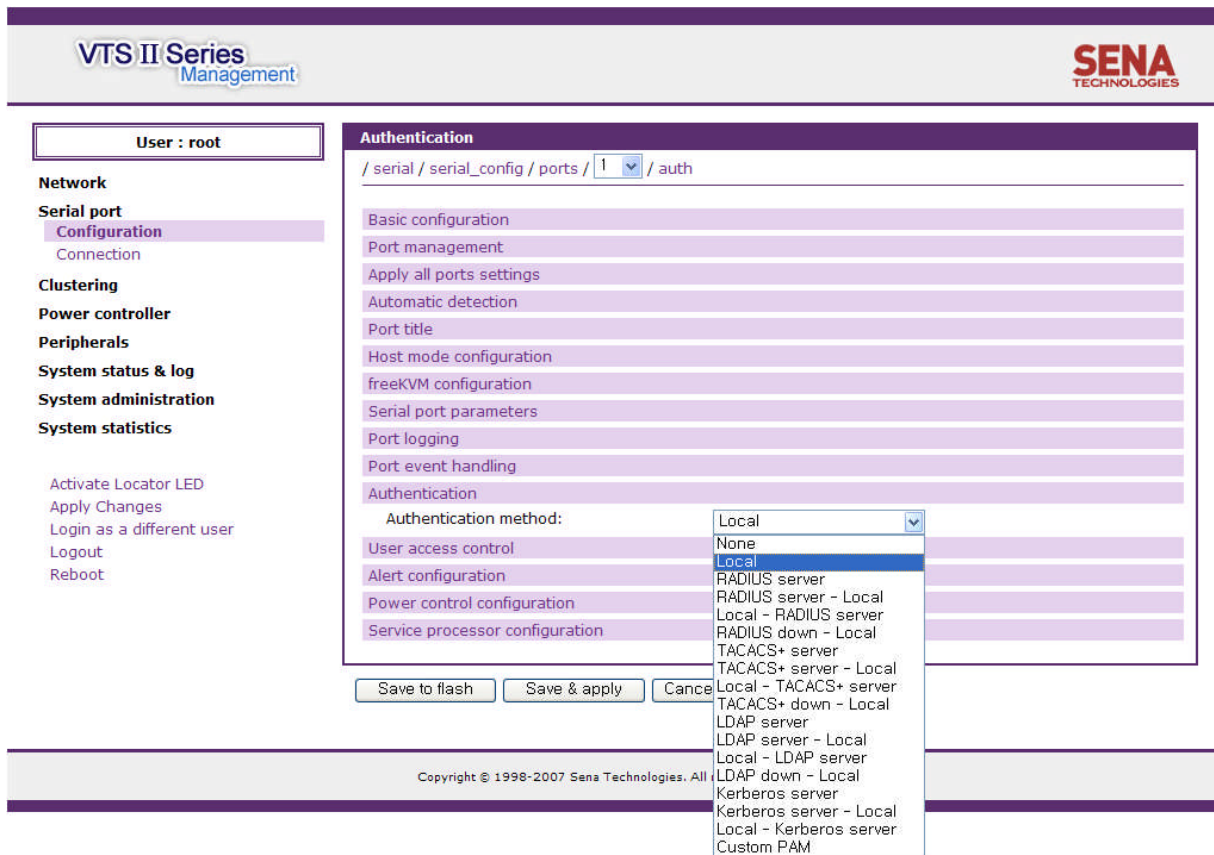 VTS II Series
Management
SENA
TECHNOLOGIES
User : root
Network
Serial port
Configuration
Connection
Clustering
Power controller
Peripherals
System status & log
System administration
System statistics
Activate Locator LED
Apply Changes
Login as a different user
Logout
Reboot
Authentication
/ serial / serial_config / ports / 1 / auth
Basic configuration
Port management
Apply all ports settings
Automatic detection
Port title
Host mode configuration
freeKVM configuration
Serial port parameters
Port logging
Port event handling
Authentication
Authentication method: Local
User access control
Alert configuration
Power control configuration
Service processor configuration
None
Local
RADIUS server
RADIUS server - Local
Local - RADIUS server
RADIUS down - Local
TACACS+ server
TACACS+ server - Local
Local - TACACS+ server
TACACS+ down - Local
LDAP server
LDAP server - Local
Local - LDAP server
LDAP down - Local
Kerberos server
Kerberos server - Local
Local - Kerberos server
Custom PAM
Save to flash Save & apply Cance
Copyright © 1998-2007 Sena Technologies. All